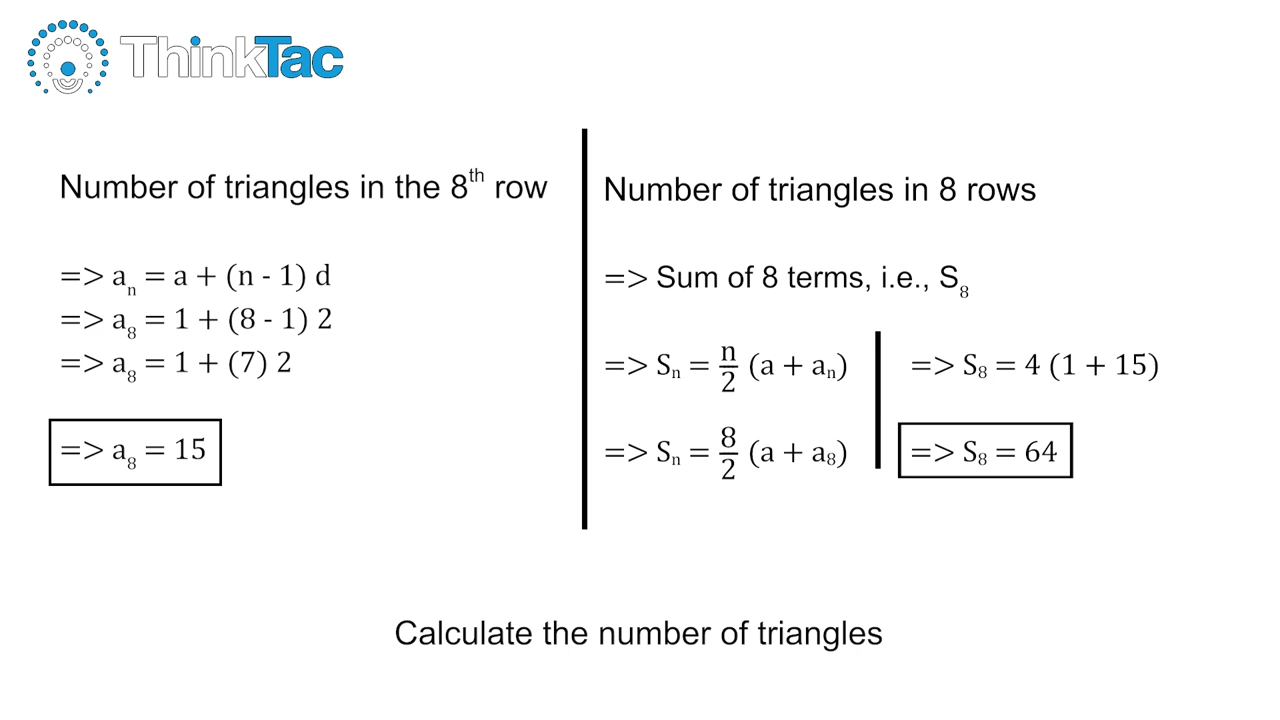 ThinkTac
Number of triangles in the 8th row
=> an = a + (n - 1) d
=> a8 = 1 + (8 - 1) 2
=> a8 = 1 + (7) 2
=> a8 = 15
Number of triangles in 8 rows
=> Sum of 8 terms, i.e., S8
=> Sn = n/2 (a + an)
=> Sn = 8/2 (a + a8)
=> S8 = 4 (1 + 15)
=> S8 = 64
Calculate the number of triangles